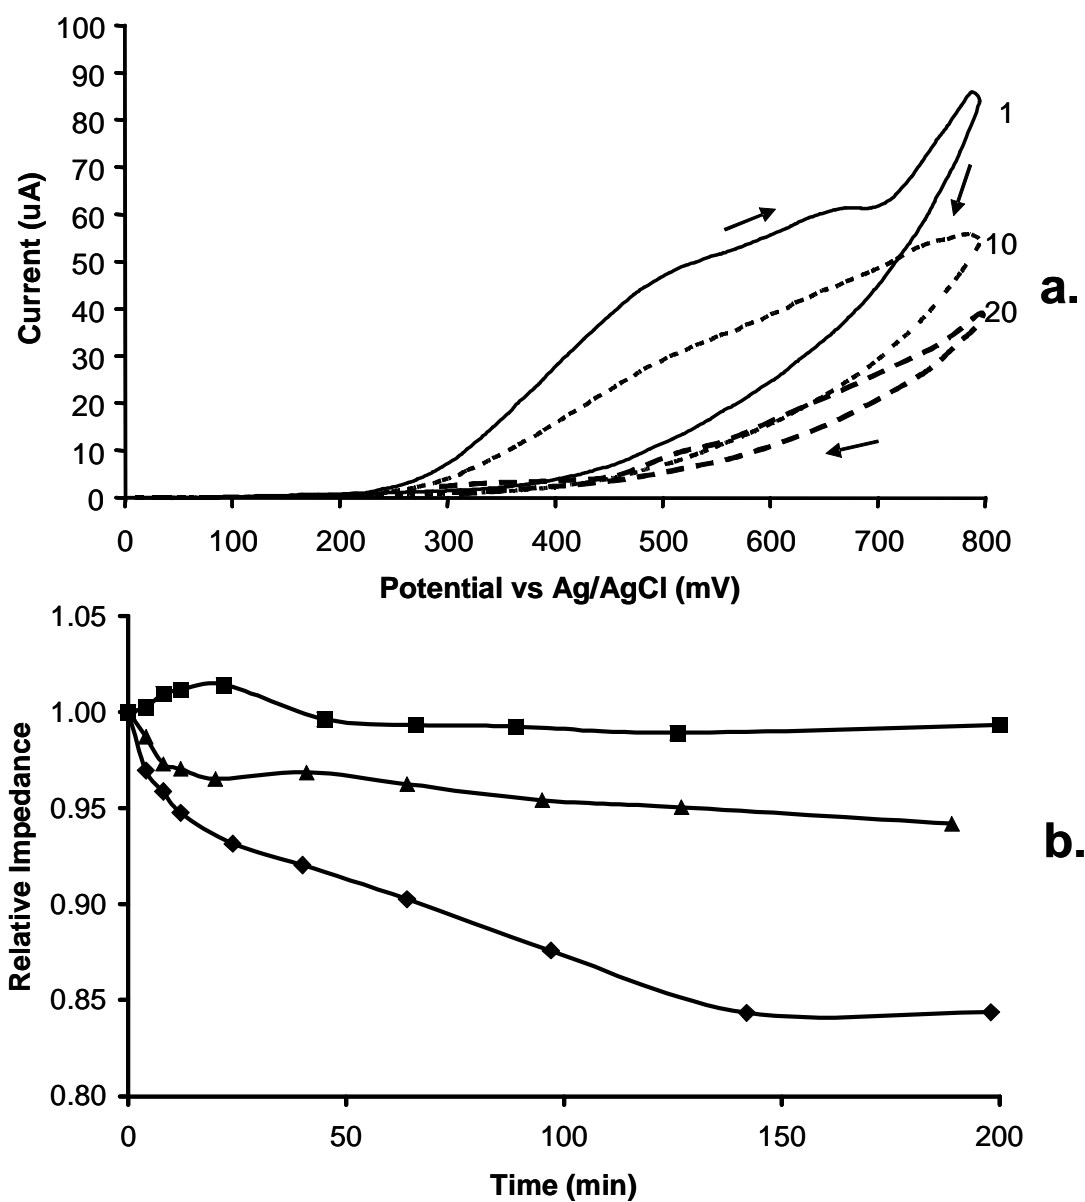 100
90
80
70
60
50
40
30
20
10
0
Current (uA)
1
10
20
a.
0 100 200 300 400 500 600 700 800
Potential vs Ag/AgCl (mV)
1.05
1.00
0.95
0.90
0.85
0.80
Relative Impedance
b.
0 50 100 150 200
Time (min)